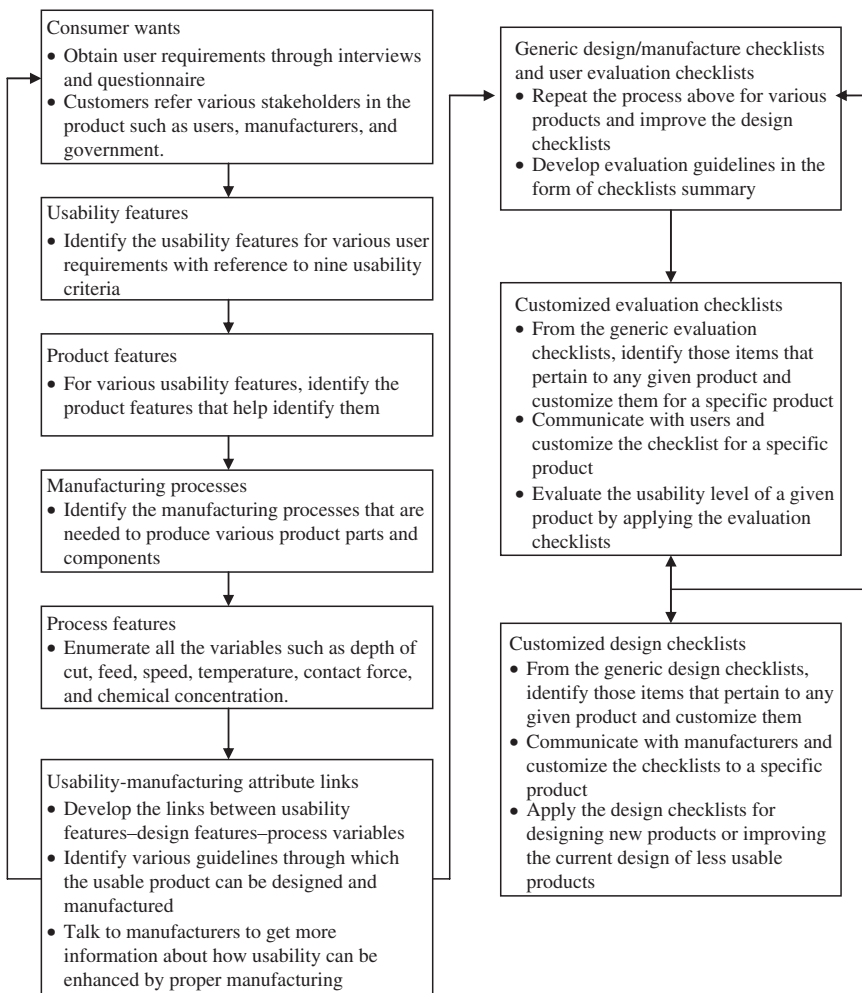 Consumer wants
• Obtain user requirements through interviews
and questionnaire
• Customers refer various stakeholders in the
product such as users, manufacturers, and
government.
Usability features
• Identify the usability features for various user
requirements with reference to nine usability
criteria
Product features
• For various usability features, identify the
product features that help identify them
Manufacturing processes
• Identify the manufacturing processes that are
needed to produce various product parts and
components
Process features
• Enumerate all the variables such as depth of
cut, feed, speed, temperature, contact force,
and chemical concentration.
Usability-manufacturing attribute links
• Develop the links between usability
features–design features–process variables
• Identify various guidelines through which
the usable product can be designed and
manufactured
• Talk to manufacturers to get more
information about how usability can be
enhanced by proper manufacturing
Generic design/manufacture checklists
and user evaluation checklists
• Repeat the process above for various
products and improve the design
checklists
• Develop evaluation guidelines in the
form of checklists summary
Customized evaluation checklists
• From the generic evaluation
checklists, identify those items that
pertain to any given product and
customize them for a specific product
• Communicate with users and
customize the checklist for a specific
product
• Evaluate the usability level of a given
product by applying the evaluation
checklists
Customized design checklists
• From the generic design checklists,
identify those items that pertain to any
given product and customize them
• Communicate with manufacturers and
customize the checklists to a specific
product
• Apply the design checklists for
designing new products or improving
the current design of less usable
products